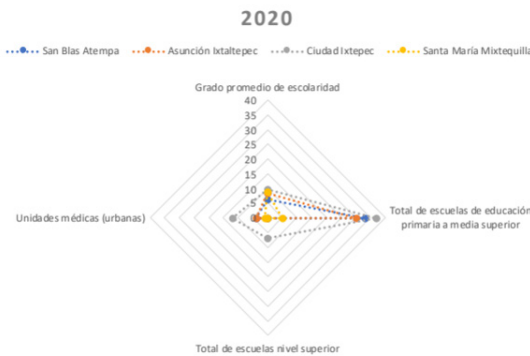 2020
San Blas Atempa Asunción Ixtaltepec Ciudad Ixtepec Santa María Mixtequilla
Grado promedio de escolaridad
40
35
30
25
20
15
10
5
0
Unidades médicas (urbanas)
Total de escuelas de educación
primaria a media superior
Total de escuelas nivel superior